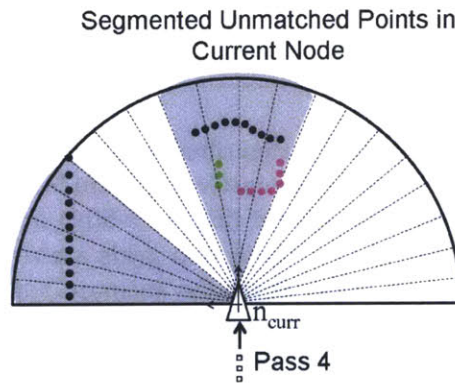 Segmented Unmatched Points in
Current Node
n_curr
Pass 4